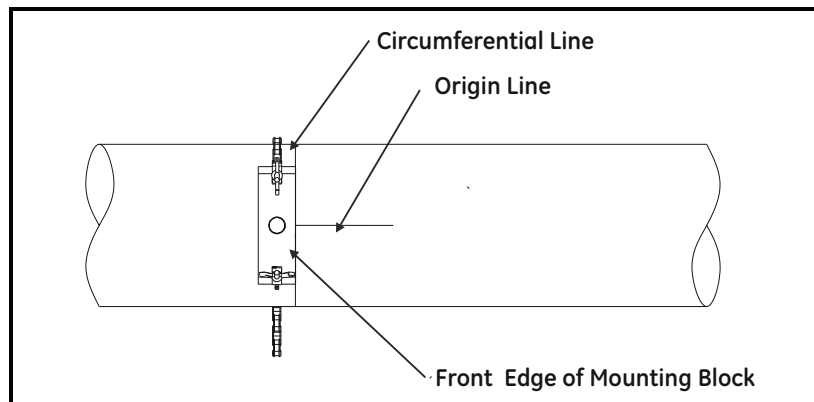 Circumferential Line
Origin Line
Front Edge of Mounting Block